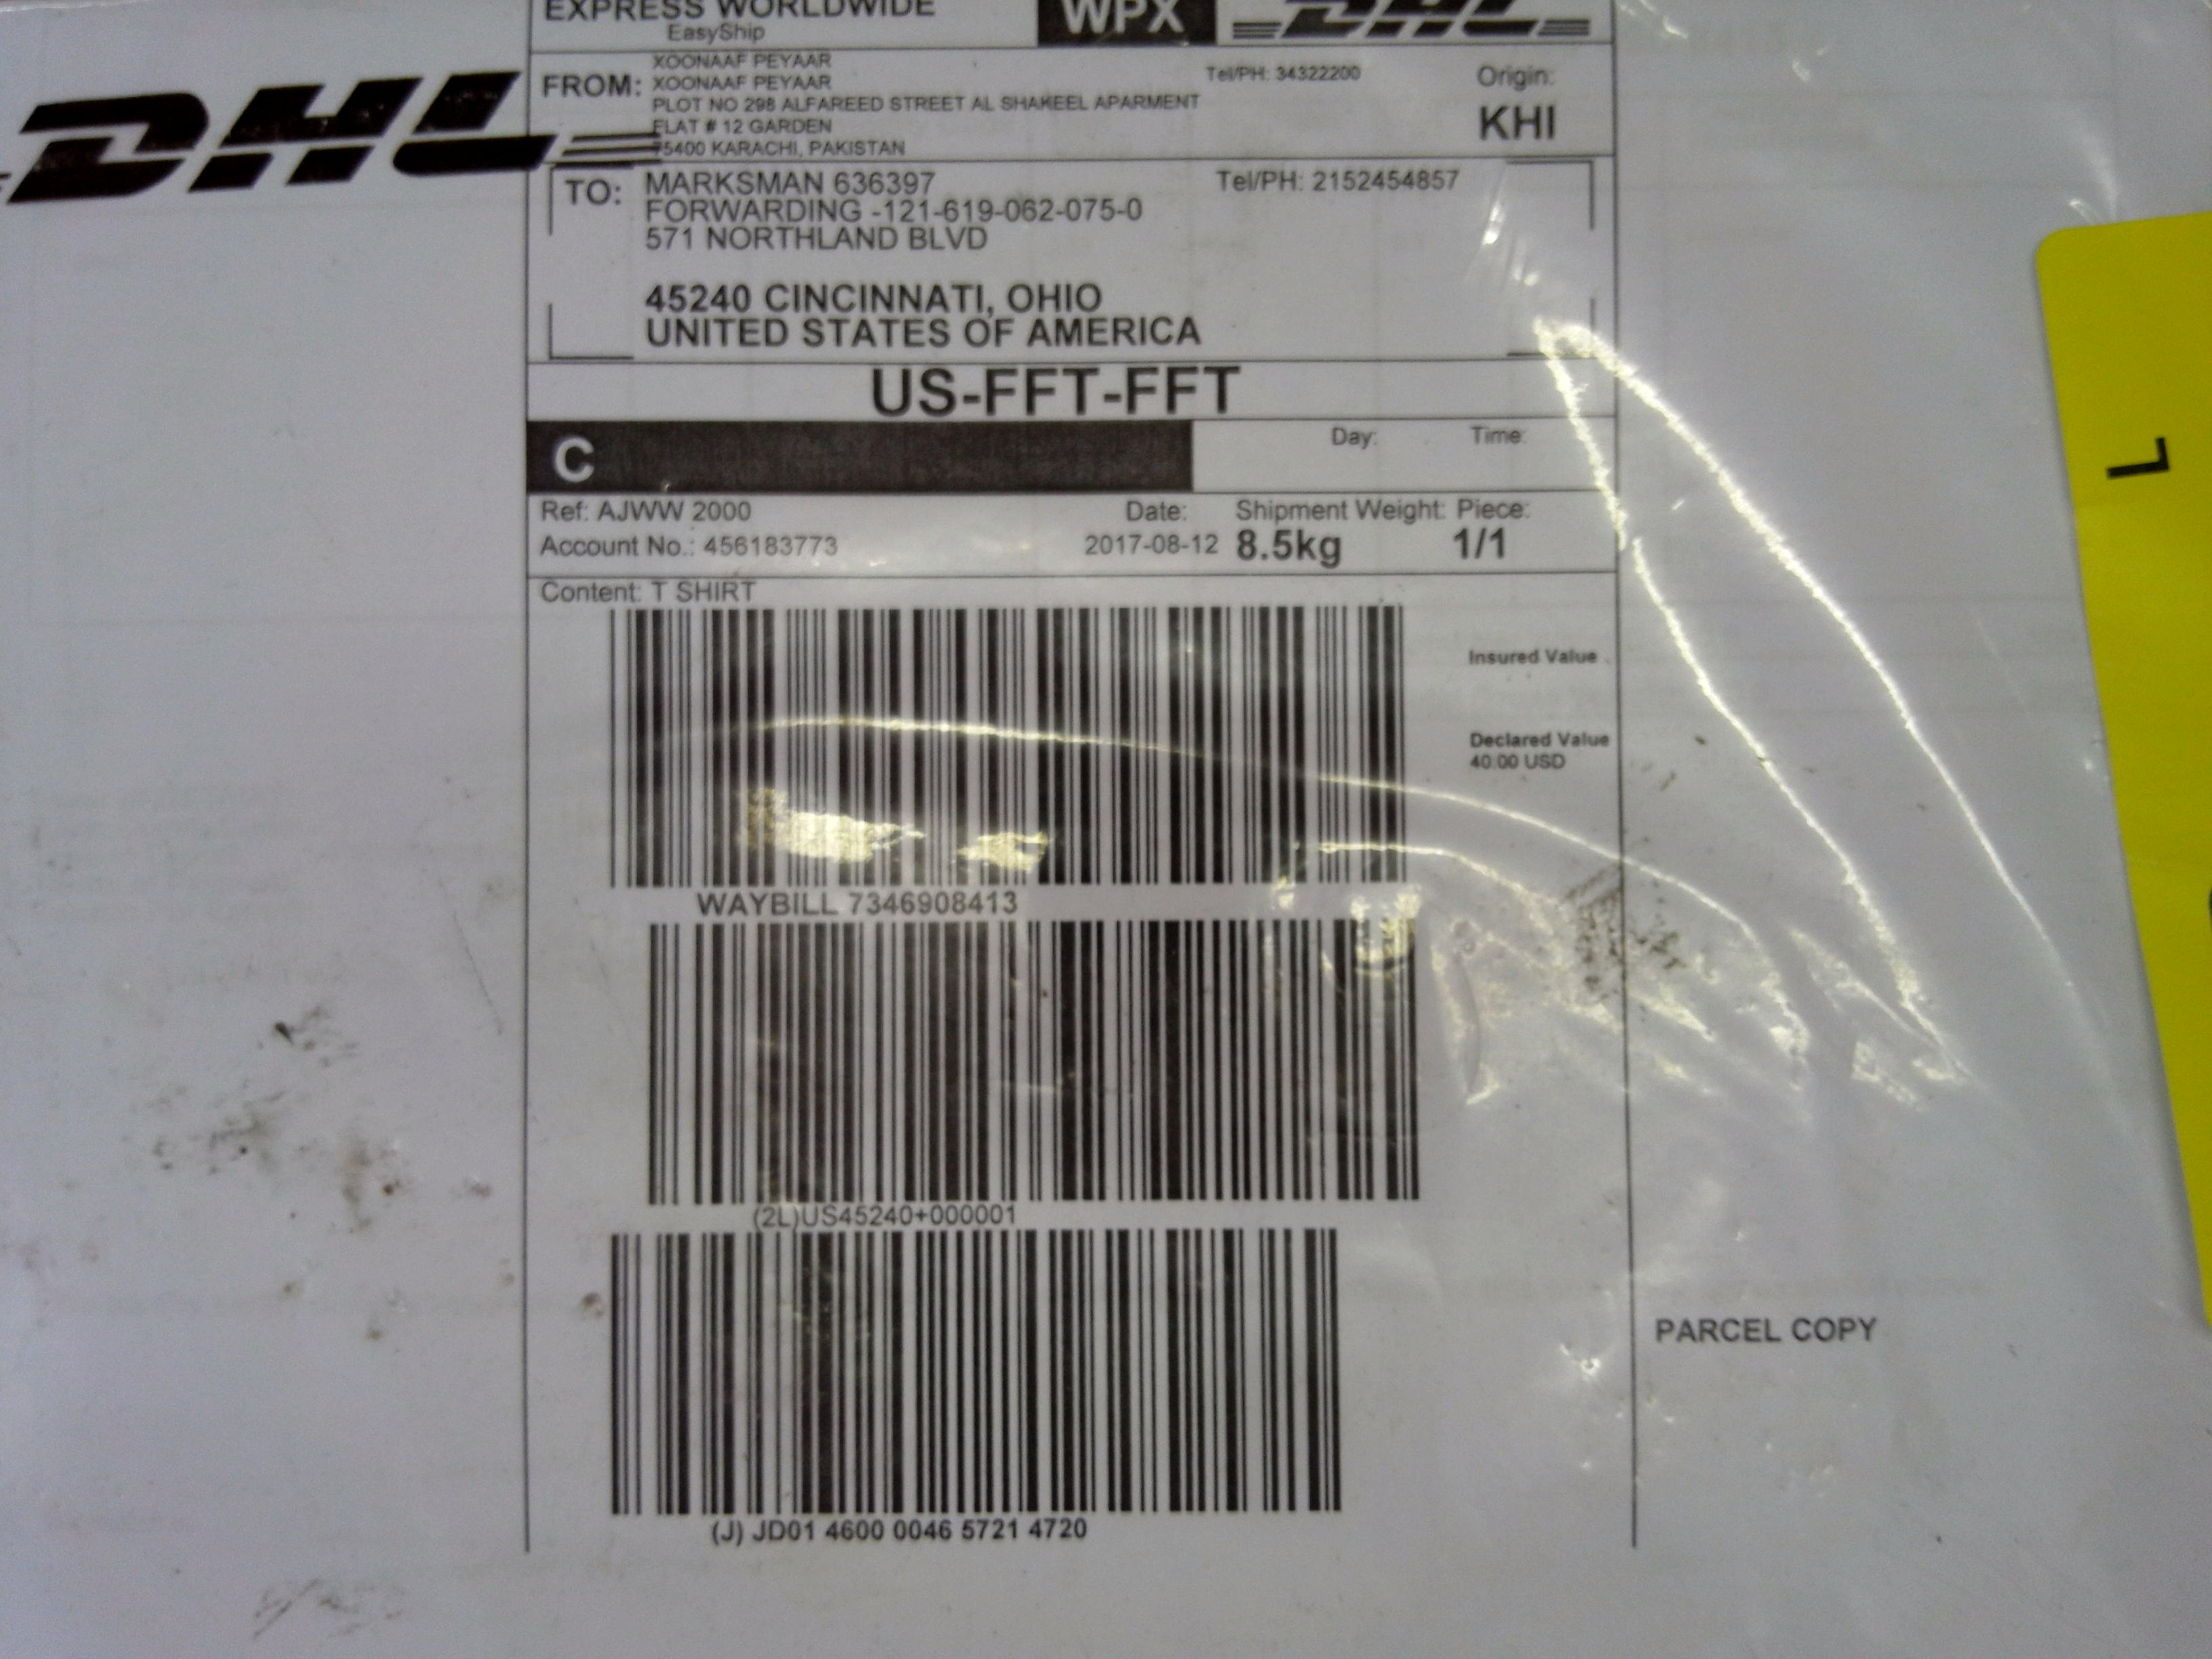 EXPRESS WORLDWIDE
EasyShip
WPX
DHL
DHL
FROM:
XOONAAF PEYAAR
XOONAAF PEYAAR
PLOT NO 298 ALFAREED STREET AL SHAKEEL APARMENT
FLAT # 12 GARDEN
75400 KARACHI, PAKISTAN
Tel/PH: 34322200
Origin:
KHI
TO:
MARKSMAN 636397
FORWARDING -121-619-062-075-0
571 NORTHLAND BLVD
45240 CINCINNATI, OHIO
UNITED STATES OF AMERICA
Tel/PH: 2152454857
US-FFT-FFT
C
Day: Time:
Ref: AJWW 2000
Account No.: 456183773
Date:
2017-08-12
Shipment Weight:
8.5kg
Piece:
1/1
Content: T SHIRT
Insured Value
Declared Value
40.00 USD
WAYBILL 7346908413
(2L)US45240+000001
(J) JD01 4600 0046 5721 4720
PARCEL COPY
L